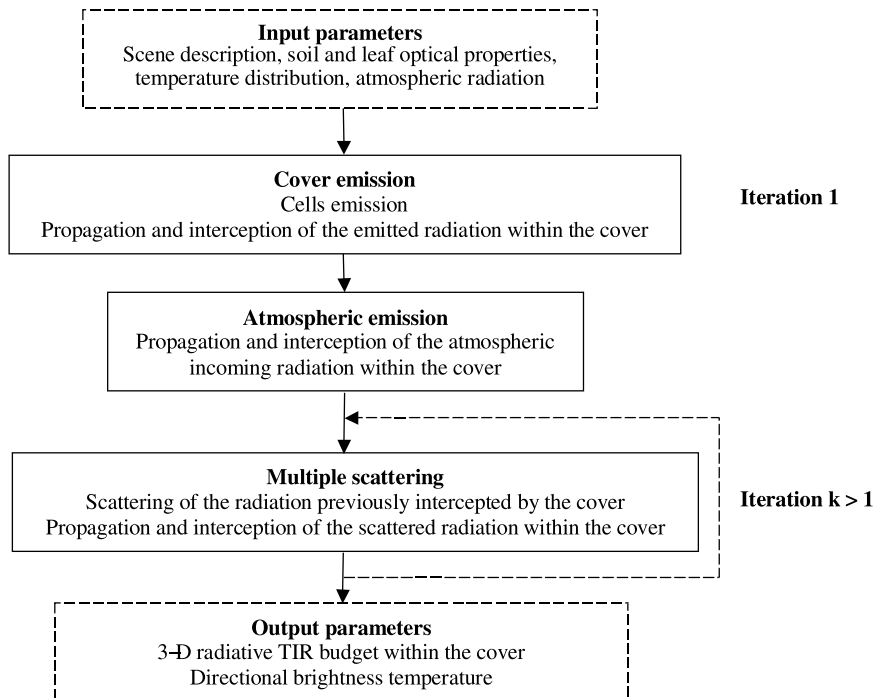 Input parameters
Scene description, soil and leaf optical properties,
temperature distribution, atmospheric radiation
Cover emission
Cells emission
Propagation and interception of the emitted radiation within the cover
Iteration 1
Atmospheric emission
Propagation and interception of the atmospheric
incoming radiation within the cover
Multiple scattering
Scattering of the radiation previously intercepted by the cover
Propagation and interception of the scattered radiation within the cover
Iteration k > 1
Output parameters
3-D radiative TIR budget within the cover
Directional brightness temperature